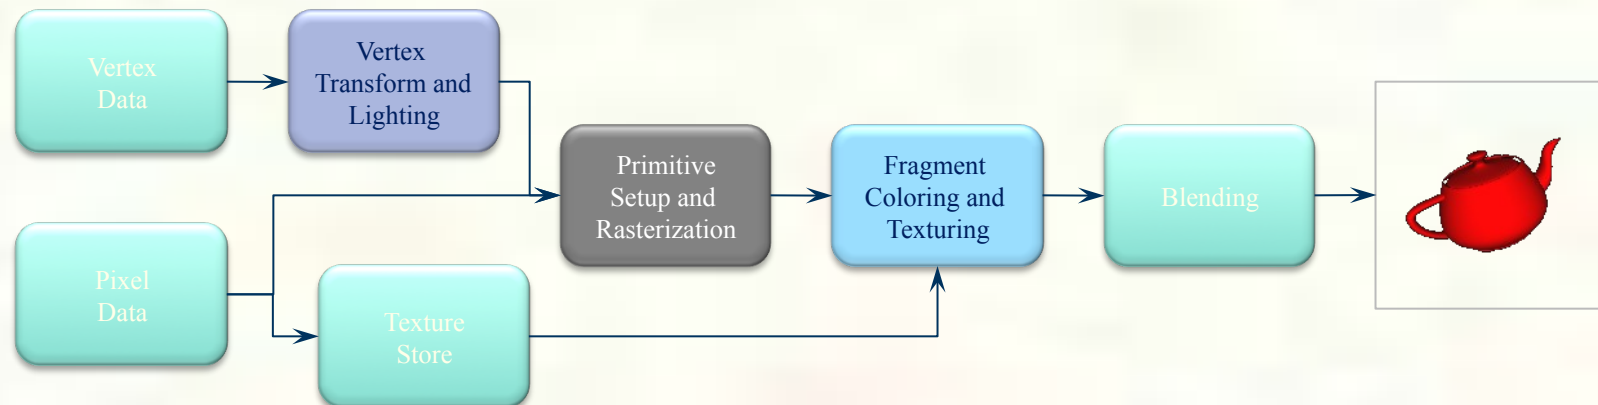 Vertex
Data
Vertex
Transform and
Lighting
Primitive
Setup and
Rasterization
Fragment
Coloring and
Texturing
Blending
Pixel
Data
Texture
Store